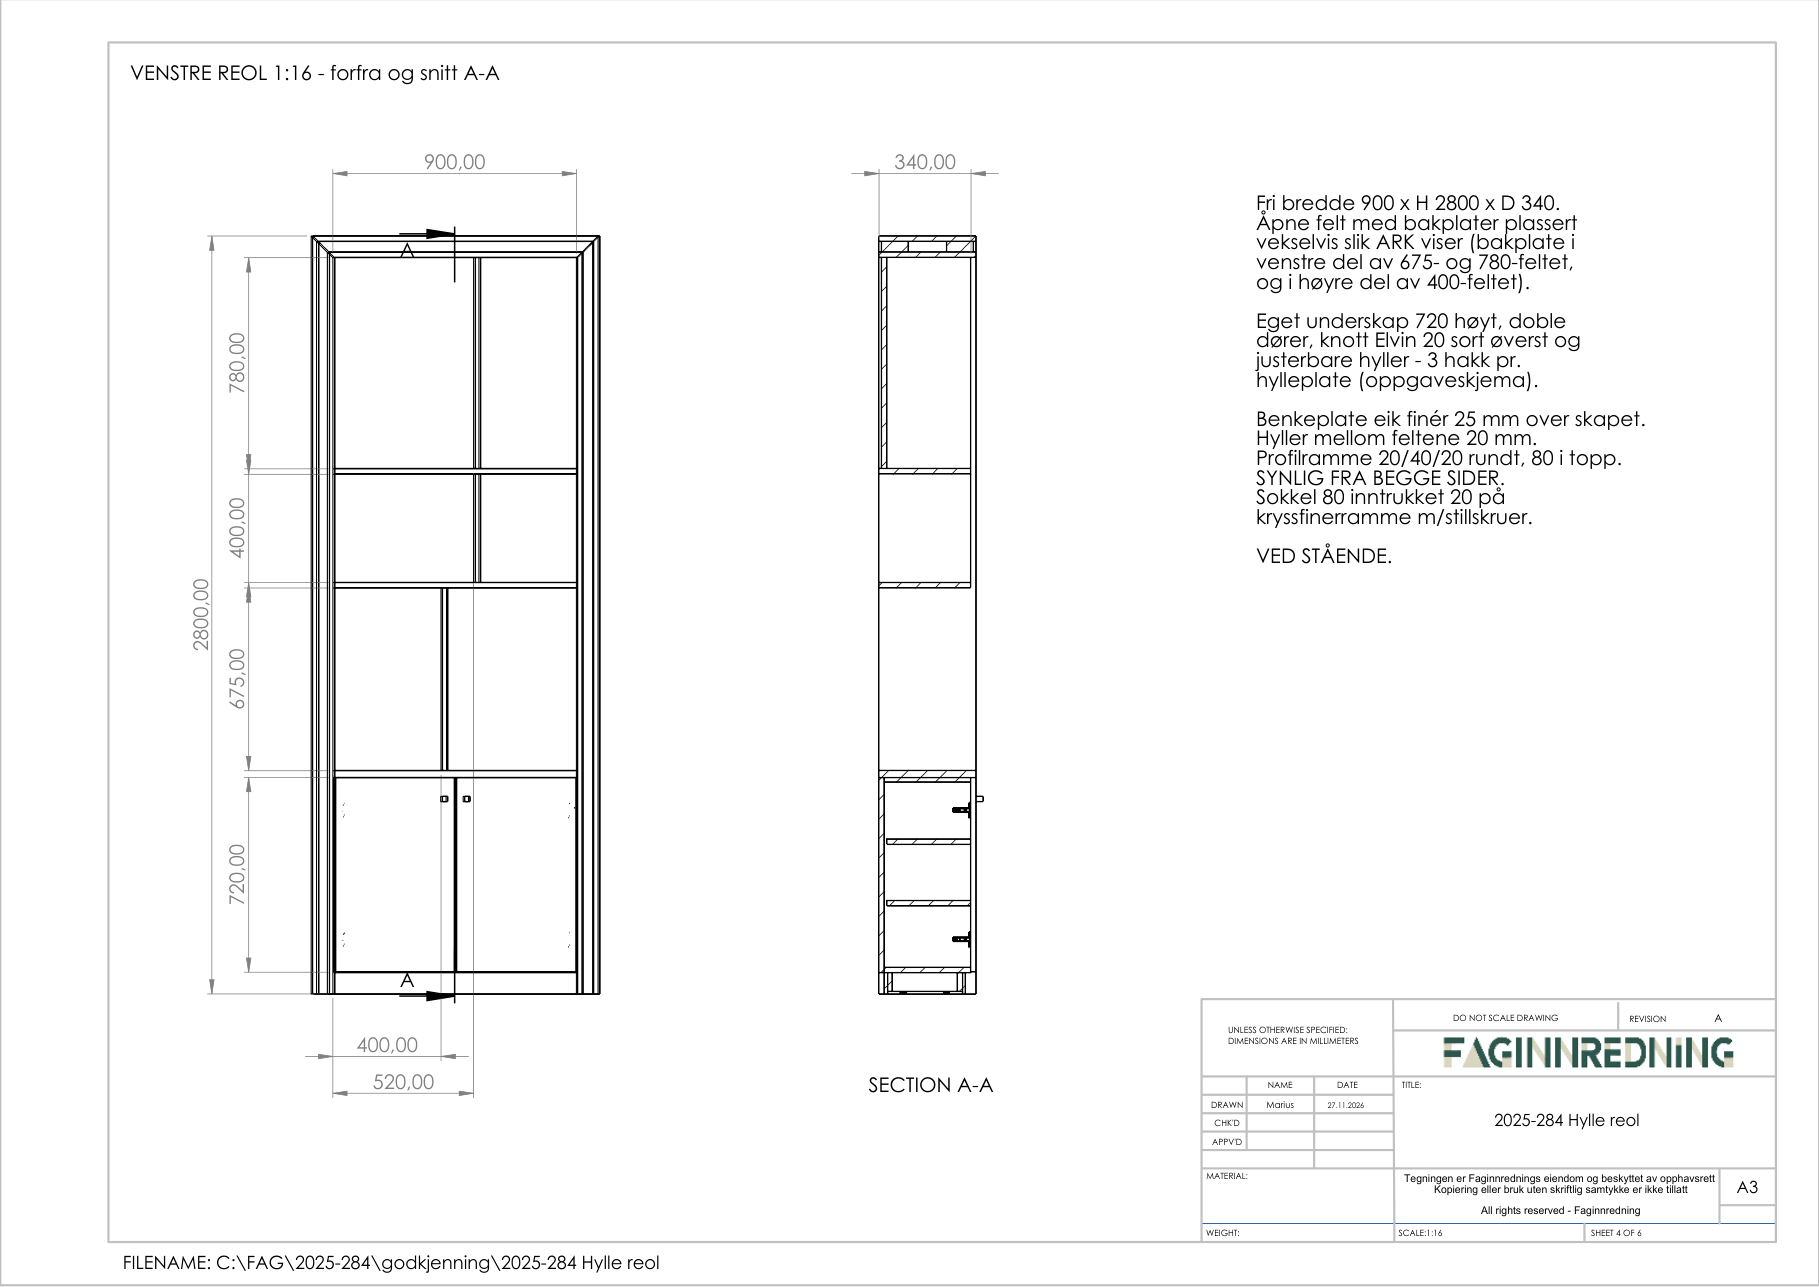 VENSTRE REOL 1:16 - forfra og snitt A-A
900,00
340,00
A
780,00
400,00
2800,00
675,00
720,00
A
400,00
520,00
SECTION A-A
Fri bredde 900 x H 2800 x D 340.
Åpne felt med bakplater plassert
vekselvis slik ARK viser (bakplate i
venstre del av 675- og 780-feltet,
og i høyre del av 400-feltet).
Eget underskap 720 høyt, doble
dører, knott Elvin 20 sort øverst og
justerbare hyller - 3 hakk pr.
hylleplate (oppgaveskjema).
Benkeplate eik finér 25 mm over skapet.
Hyller mellom feltene 20 mm.
Profilramme 20/40/20 rundt, 80 i topp.
SYNLIG FRA BEGGE SIDER.
Sokkel 80 inntrukket 20 på
kryssfinerramme m/stillskruer.
VED STÅENDE.
UNLESS OTHERWISE SPECIFIED:
DIMENSIONS ARE IN MILLIMETERS
DO NOT SCALE DRAWING
REVISION A
FAGINNREDNING
NAME DATE
DRAWN Marius 27.11.2026
CHK'D
APPV'D
TITLE:
2025-284 Hylle reol
MATERIAL:
Tegningen er Faginnrednings eiendom og beskyttet av opphavsrett
Kopiering eller bruk uten skriftlig samtykke er ikke tillatt
All rights reserved - Faginnredning
A3
WEIGHT:
SCALE:1:16
SHEET 4 OF 6
FILENAME: C:\FAG\2025-284\godkjenning\2025-284 Hylle reol